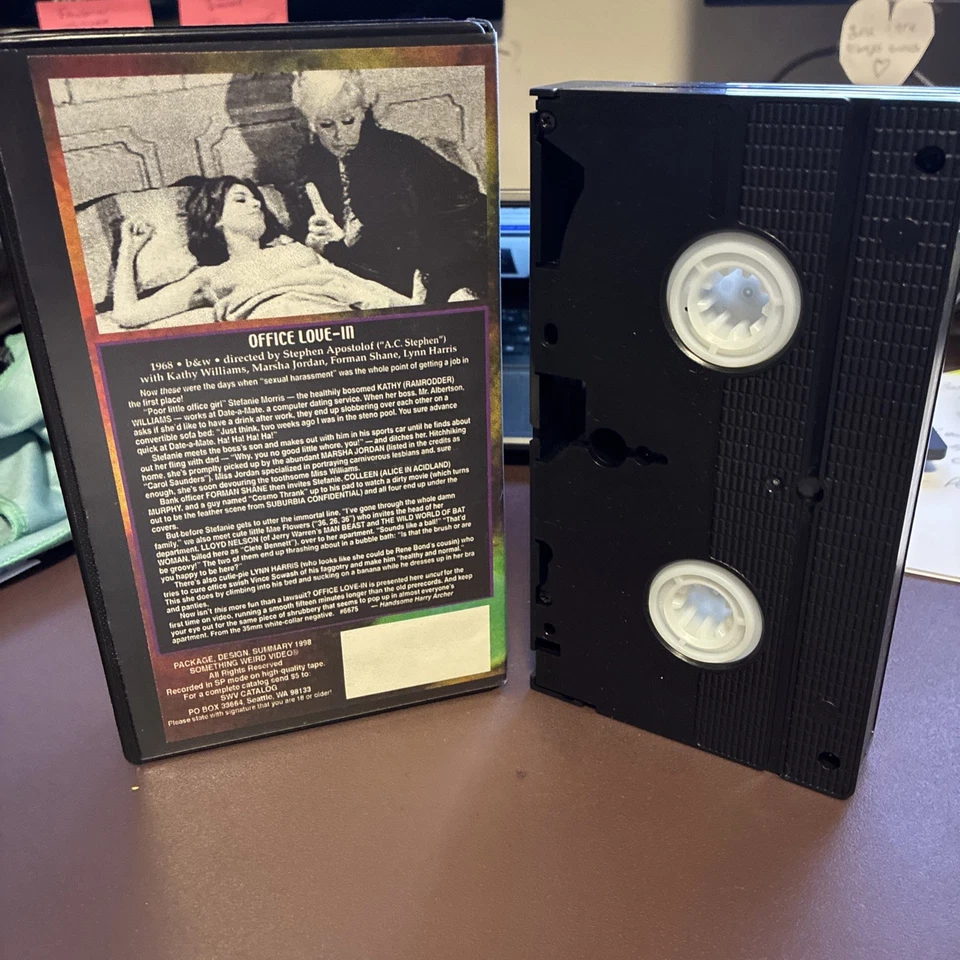 You are
always enough
OFFICE LOVE-IN
1968 • b&w • directed by Stephen Apostolof ("A.C. Stephen")
with Kathy Williams, Marsha Jordan, Forman Shane, Lynn Harris
Now these were the days when "sexual harassment" was the whole point of getting a job in
the first place!
"Poor little office girl" Stefanie Morris — the healthily bosomed KATHY (RAMRODDER)
WILLIAMS — works at Date-a-Mate, a computer dating service. When her boss, Mr. Albertson,
asks if she'd like to have a drink after work, they end up slobbering over each other on a
convertible sofa bed: "Just think, two weeks ago I was in the steno pool. You sure advance
quick at Date-a-Mate. Ha! Ha! Ha! Ha!"
Stefanie meets the boss's son and makes out with him in his sports car until he finds about
out her fling with dad — "Why, you no good little whore, you!" — and ditches her. Hitchhiking
home, she's promptly picked up by the abundant MARSHA JORDAN (listed in the credits as
"Carol Saunders"). Miss Jordan specialized in portraying carnivorous lesbians and, sure
enough, she's soon devouring the toothsome Miss Williams.
Bank officer FORMAN SHANE then invites Stefanie, COLLEEN (ALICE IN ACIDLAND)
MURPHY, and a guy named "Cosmo Thrank" up to his pad to watch a dirty movie (which turns
out to be the feather scene from SUBURBIA CONFIDENTIAL) and all four end up under the
covers.
But before Stefanie gets to utter the immortal line, "I've gone through the whole damn
family," we also meet cute little Mae Flowers ("36, 26, 36") who invites the head of her
department, LLOYD NELSON (of Jerry Warren's MAN BEAST and THE WILD WORLD OF BAT
WOMAN, billed here as "Clete Bennett"), over to her apartment. "Sounds like a ball!" "That'd
be groovy!" The two of them end up thrashing about in a bubble bath: "Is that the brush or are
you happy to be here?"
There's also cutie-pie LYNN HARRIS (who looks like she could be Rene Bond's cousin) who
tries to cure office swish Vince Sowash of his faggotry and make him "healthy and normal."
This she does by climbing into his bed and sucking on a banana while he dresses up in her bra
and panties.
Now isn't this more fun than a lawsuit? OFFICE LOVE-IN is presented here uncut for the
first time on video, running a smooth fifteen minutes longer than the old prerecords. And keep
your eye out for the same piece of shrubbery that seems to pop up in almost everyone's
apartment. From the 35mm white-collar negative. #6675 — Handsome Harry Archer
PACKAGE, DESIGN, SUMMARY 1998
SOMETHING WEIRD VIDEO®
All Rights Reserved
Recorded in SP mode on high-quality tape.
For a complete catalog send $5 to:
SWV CATALOG
PO BOX 33664, Seattle, WA 98133
Please state with signature that you are 18 or older!